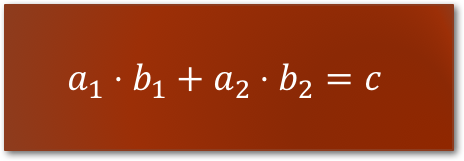 a₁ · b₁ + a₂ · b₂ = c